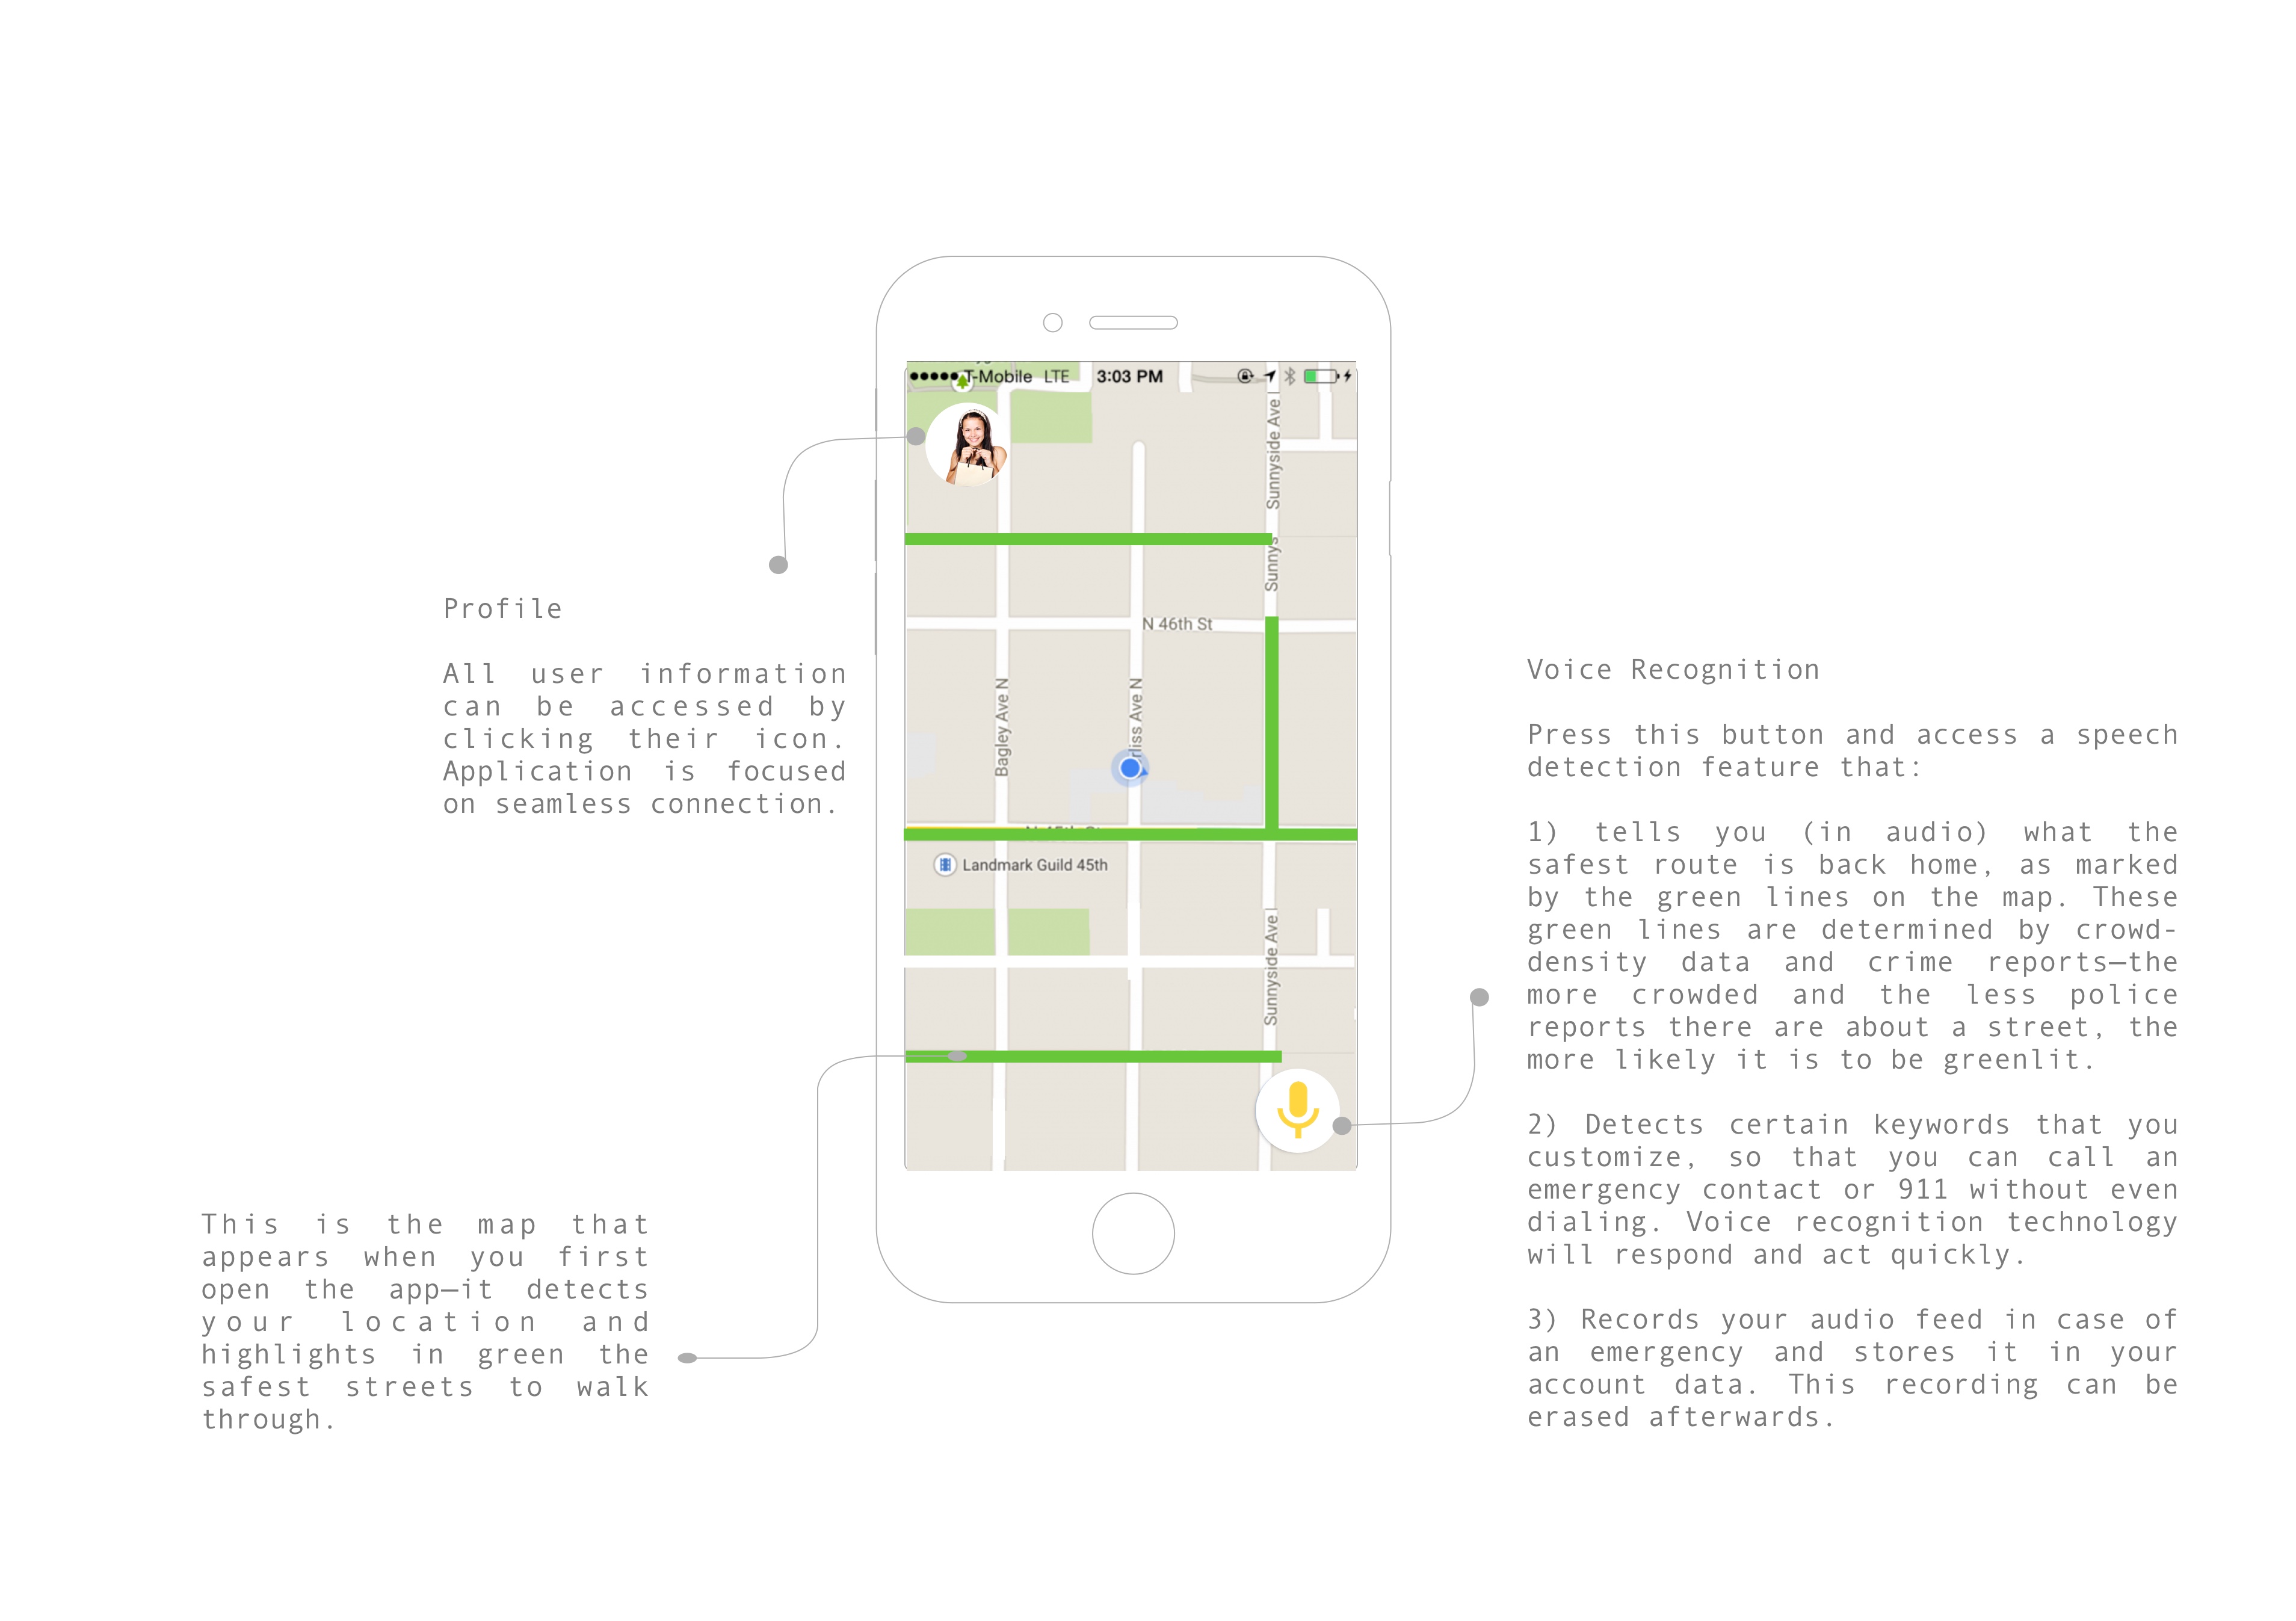 T-Mobile LTE 3:03 PM
Sunnyside Ave
Sunnys
N 46th St
Bagley Ave N
rliss Ave N
Landmark Guild 45th
Sunnyside Ave
Profile
All user information
can be accessed by
clicking their icon.
Application is focused
on seamless connection.
This is the map that
appears when you first
open the app—it detects
your location and
highlights in green the
safest streets to walk
through.
Voice Recognition
Press this button and access a speech
detection feature that:
1) tells you (in audio) what the
safest route is back home, as marked
by the green lines on the map. These
green lines are determined by crowd-
density data and crime reports—the
more crowded and the less police
reports there are about a street, the
more likely it is to be greenlit.
2) Detects certain keywords that you
customize, so that you can call an
emergency contact or 911 without even
dialing. Voice recognition technology
will respond and act quickly.
3) Records your audio feed in case of
an emergency and stores it in your
account data. This recording can be
erased afterwards.